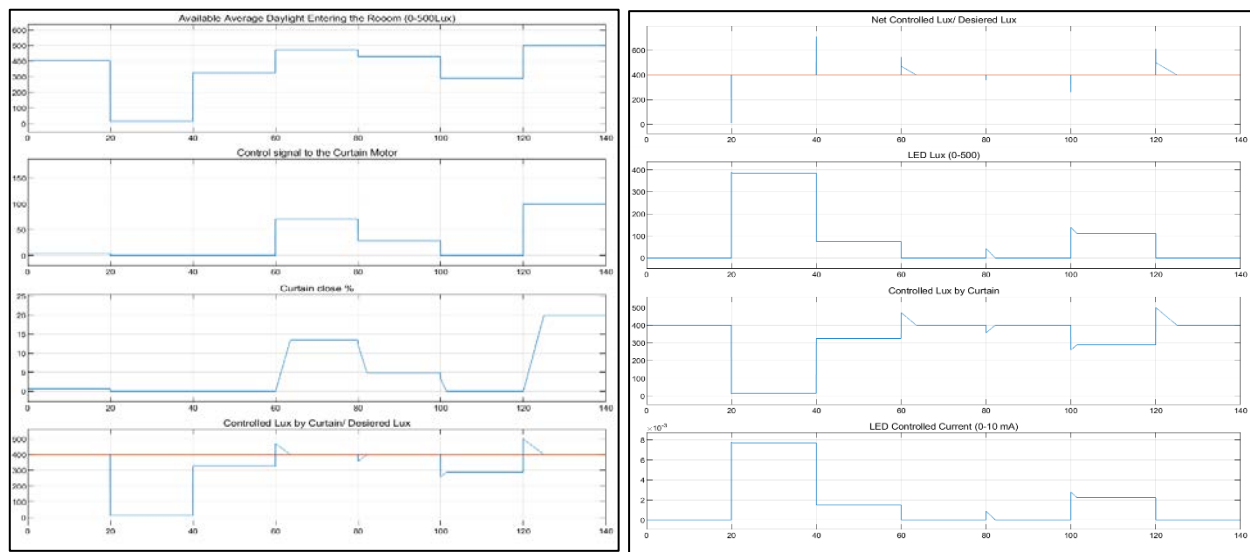 Available Average Daylight Entering the Rooom (0-500Lux)
600
500
400
300
200
100
0
0 20 40 60 80 100 120 140
Control signal to the Curtain Motor
150
100
50
0
0 20 40 60 80 100 120 140
Curtain close %
25
20
15
10
5
0
0 20 40 60 80 100 120 140
Controlled Lux by Curtain/ Desiered Lux
500
400
300
200
100
0
0 20 40 60 80 100 120 140
Net Controlled Lux/ Desiered Lux
600
400
200
0
0 20 40 60 80 100 120 140
LED Lux (0-500)
400
300
200
100
0
0 20 40 60 80 100 120 140
Controlled Lux by Curtain
500
400
300
200
100
0
0 20 40 60 80 100 120 140
LED Controlled Current (0-10 mA)
×10⁻³
8
6
4
2
0
0 20 40 60 80 100 120 140